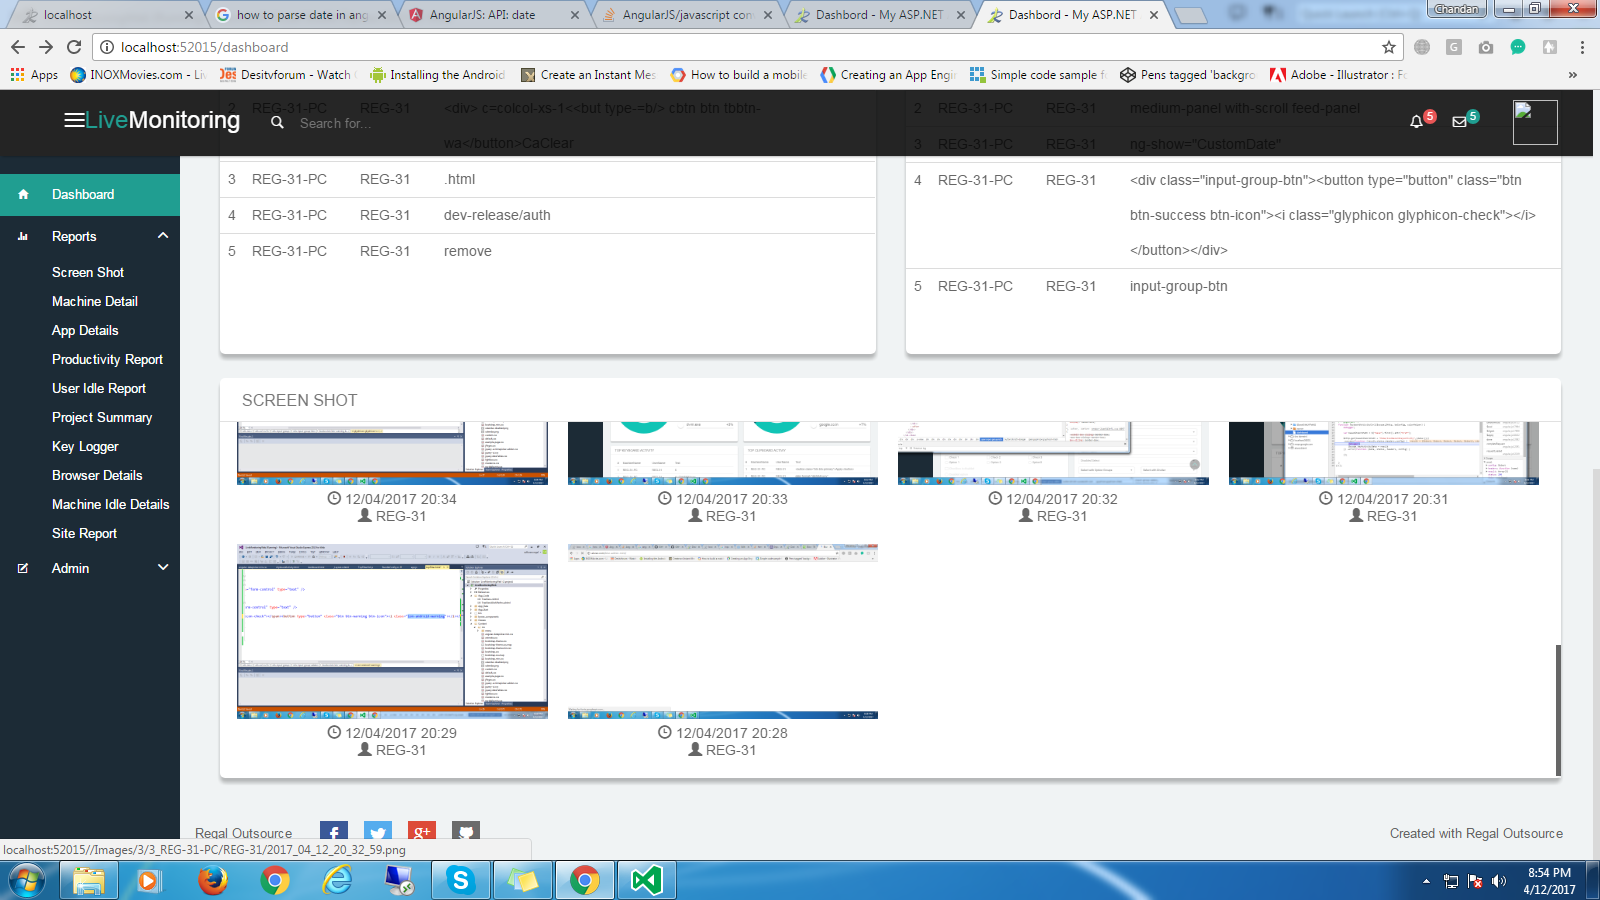 localhost
how to parse date in ang
AngularJS: API: date
AngularJS/javascript con
Dashbord - My ASP.NET
Dashbord - My ASP.NET
Chandan
localhost:52015/dashboard
Apps
INOXMovies.com - Li
Desitvforum - Watch
Installing the Android
Create an Instant Mes
How to build a mobile
Creating an App Engi
Simple code sample f
Pens tagged 'backgro
Adobe - Illustrator : Fo
LiveMonitoring
Search for...
5
5
2 REG-31-PC REG-31 <div> c=colcol-xs-1<<but type-=b/> cbtn btn tbbtn-
wa</button>CaClear
3 REG-31-PC REG-31 .html
4 REG-31-PC REG-31 dev-release/auth
5 REG-31-PC REG-31 remove
2 REG-31-PC REG-31 medium-panel with-scroll feed-panel
3 REG-31-PC REG-31 ng-show="CustomDate"
4 REG-31-PC REG-31 <div class="input-group-btn"><button type="button" class="btn
btn-success btn-icon"><i class="glyphicon glyphicon-check"></i>
</button></div>
5 REG-31-PC REG-31 input-group-btn
Dashboard
Reports
Screen Shot
Machine Detail
App Details
Productivity Report
User Idle Report
Project Summary
Key Logger
Browser Details
Machine Idle Details
Site Report
Admin
SCREEN SHOT
12/04/2017 20:34
REG-31
12/04/2017 20:33
REG-31
12/04/2017 20:32
REG-31
12/04/2017 20:31
REG-31
12/04/2017 20:29
REG-31
12/04/2017 20:28
REG-31
Regal Outsource
Created with Regal Outsource
localhost:52015//Images/3/3_REG-31-PC/REG-31/2017_04_12_20_32_59.png
8:54 PM
4/12/2017